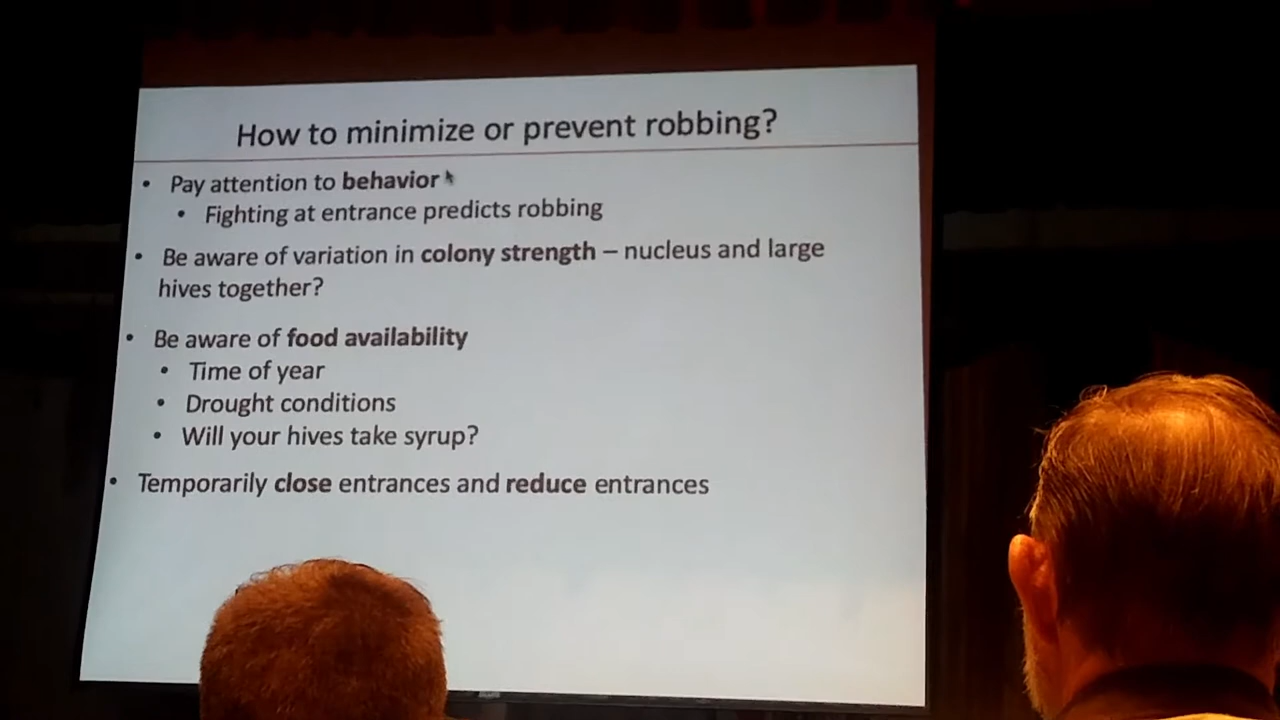 How to minimize or prevent robbing?
• Pay attention to behavior
• Fighting at entrance predicts robbing
• Be aware of variation in colony strength – nucleus and large
hives together?
• Be aware of food availability
• Time of year
• Drought conditions
• Will your hives take syrup?
• Temporarily close entrances and reduce entrances